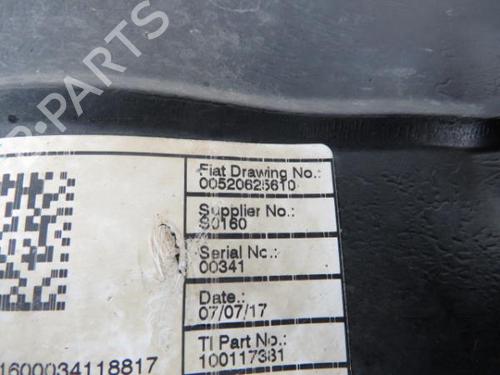 Fiat Drawing No.:
00520625610
Supplier No.:
S0160
Serial No.:
00341
Date:
07/07/17
TI Part No.:
100117381
1600034118817
-PARTS
B-PARTS